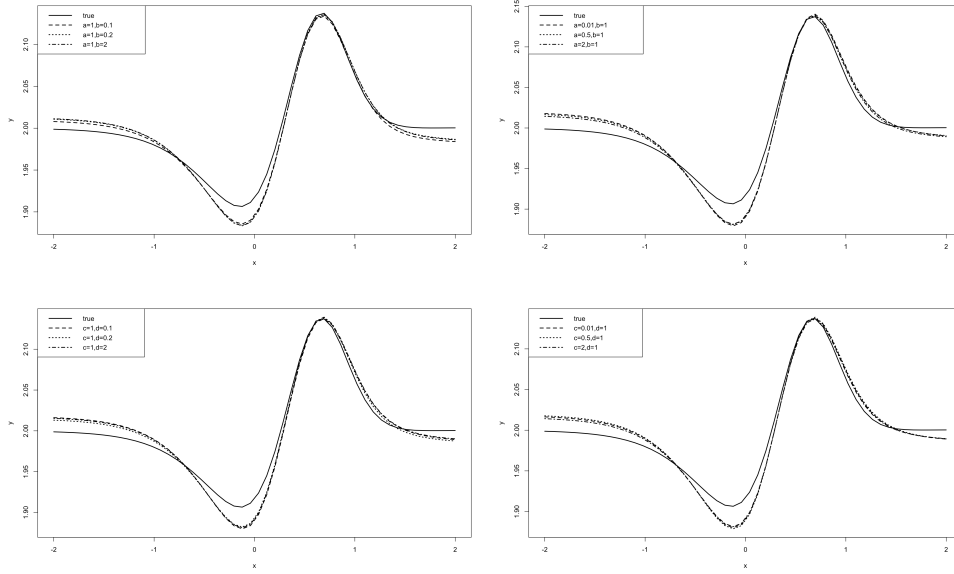 true
a=1,b=0.1
a=1,b=0.2
a=1,b=2
y
1.90 1.95 2.00 2.05 2.10
-2 -1 0 1 2
x
true
a=0.01,b=1
a=0.5,b=1
a=2,b=1
y
1.90 1.95 2.00 2.05 2.10 2.15
-2 -1 0 1 2
x
true
c=1,d=0.1
c=1,d=0.2
c=1,d=2
y
1.90 1.95 2.00 2.05 2.10
-2 -1 0 1 2
x
true
c=0.01,d=1
c=0.5,d=1
c=2,d=1
y
1.90 1.95 2.00 2.05 2.10
-2 -1 0 1 2
x